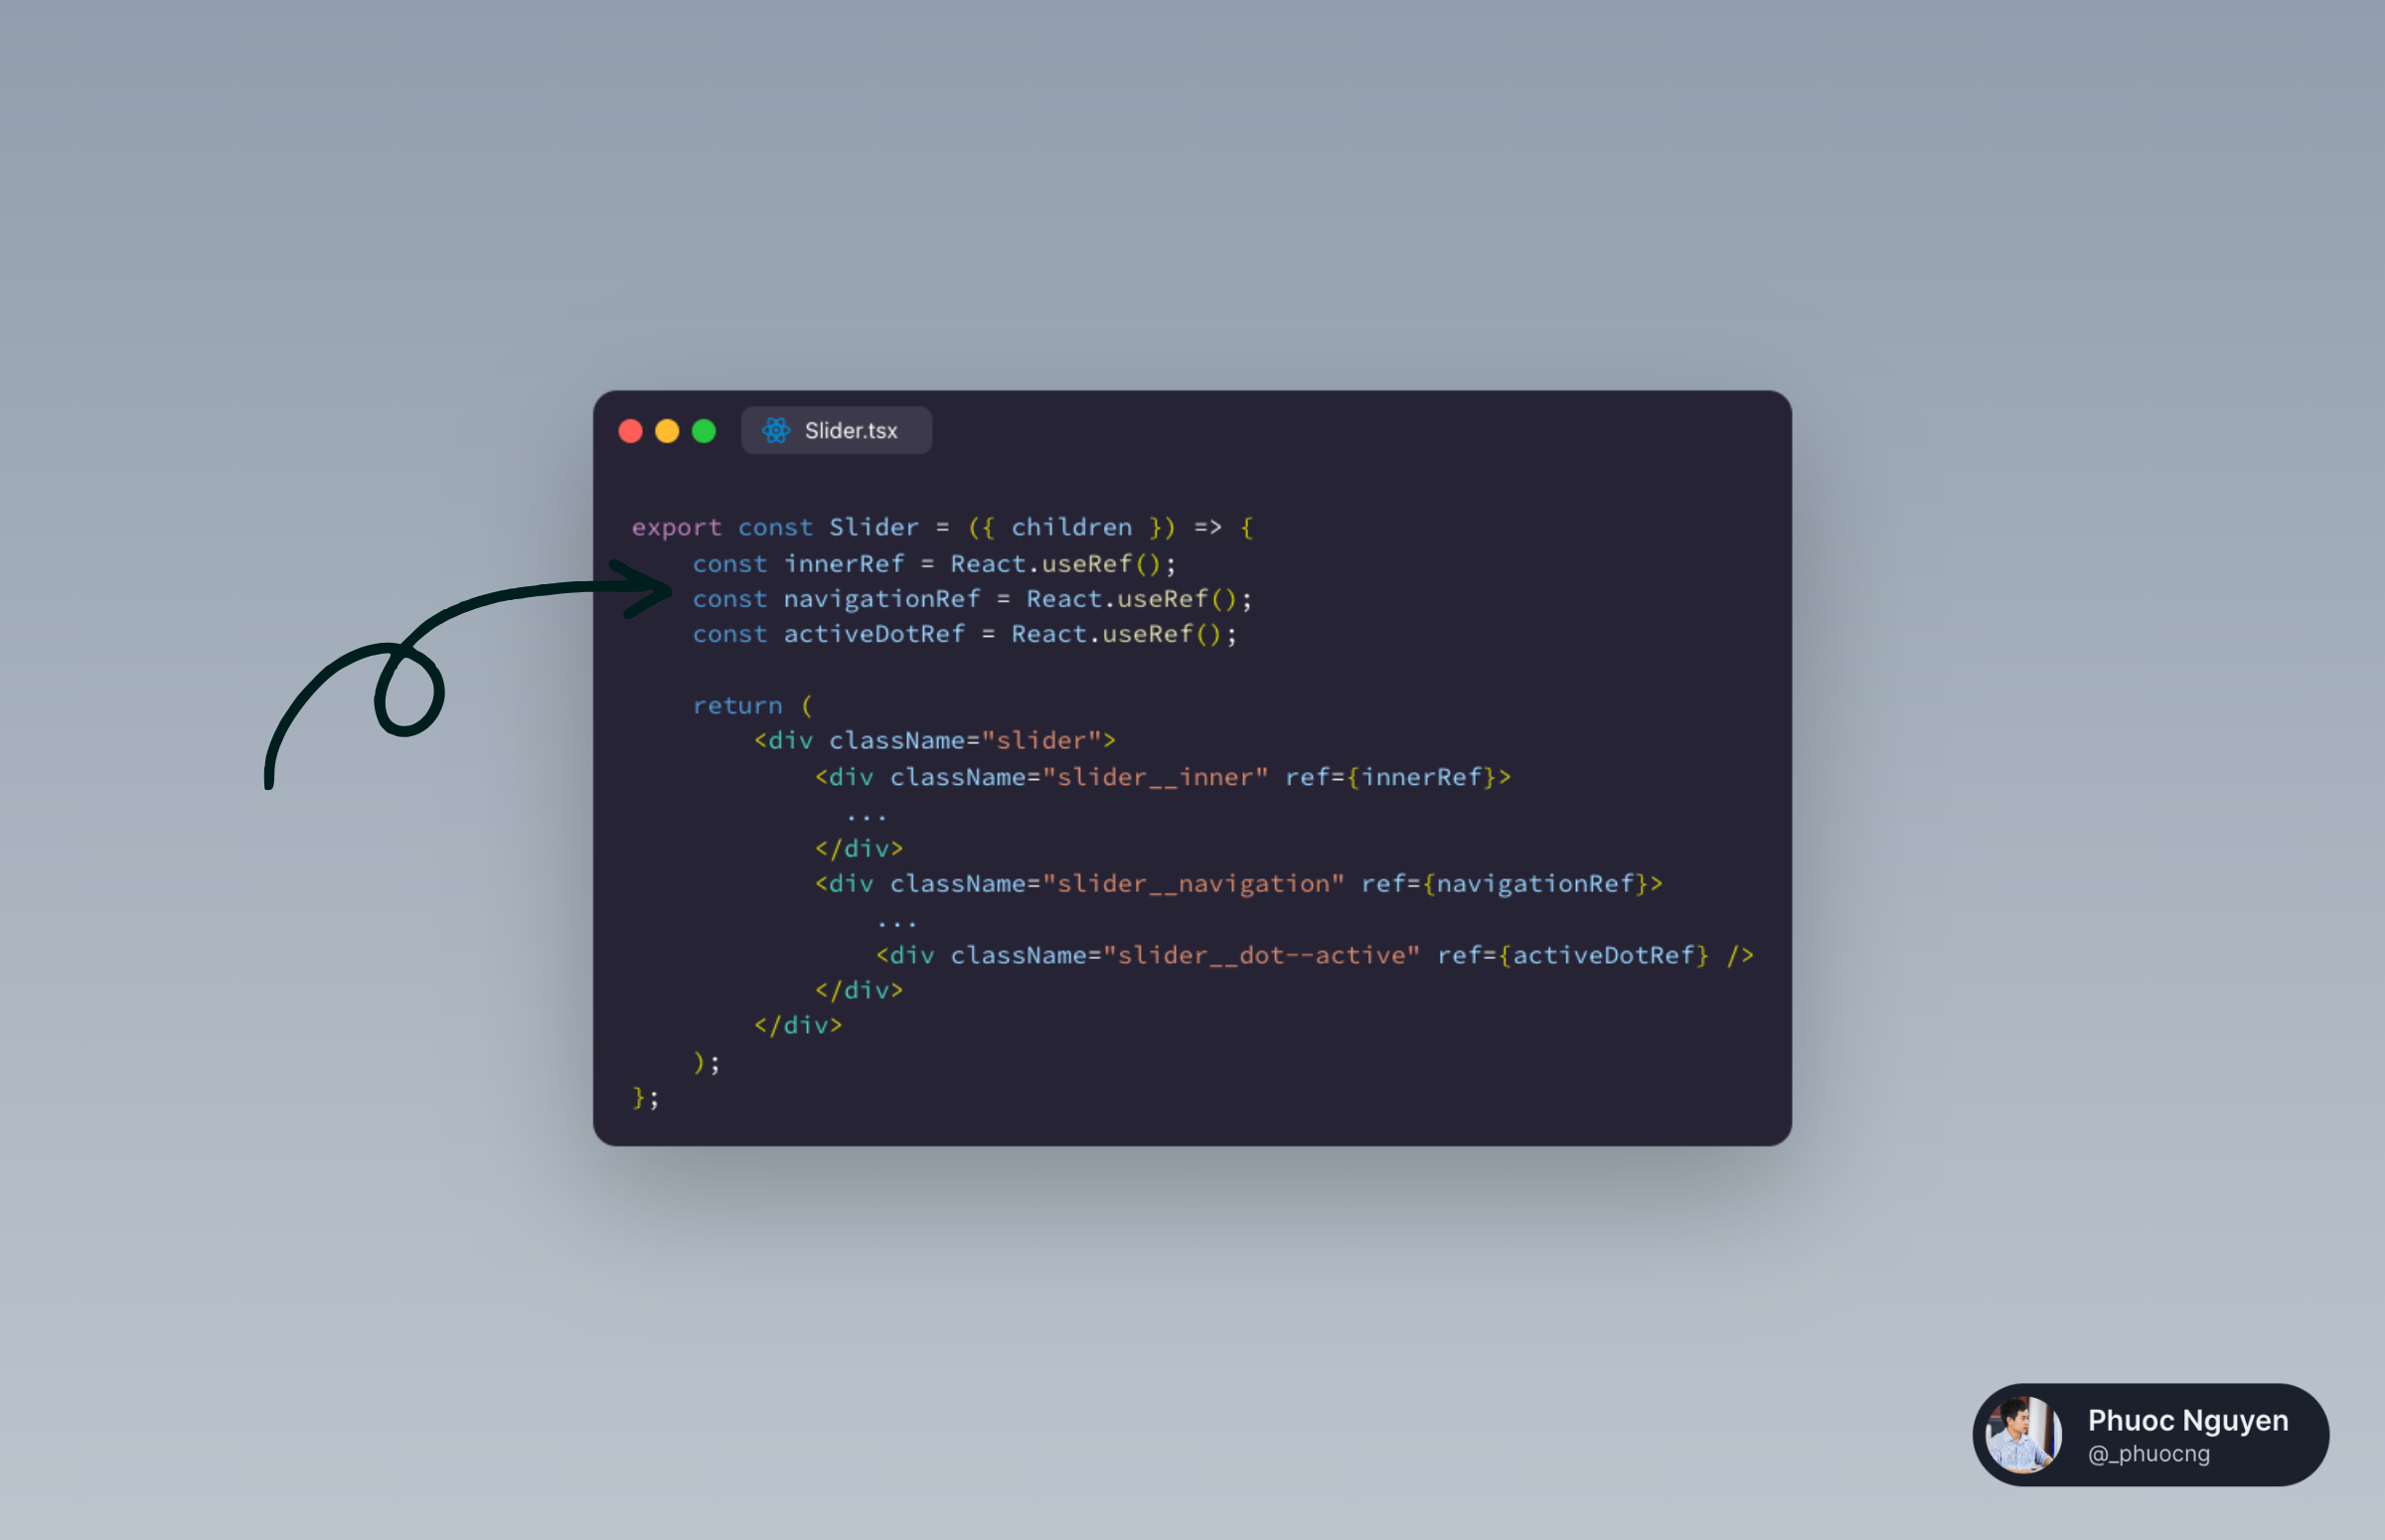 Slider.tsx
export const Slider = ({ children }) => {
    const innerRef = React.useRef();
    const navigationRef = React.useRef();
    const activeDotRef = React.useRef();
    return (
        <div className="slider">
            <div className="slider__inner" ref={innerRef}>
              ...
            </div>
            <div className="slider__navigation" ref={navigationRef}>
                ...
                <div className="slider__dot--active" ref={activeDotRef} />
            </div>
        </div>
    );
};
Phuoc Nguyen
@_phuocng